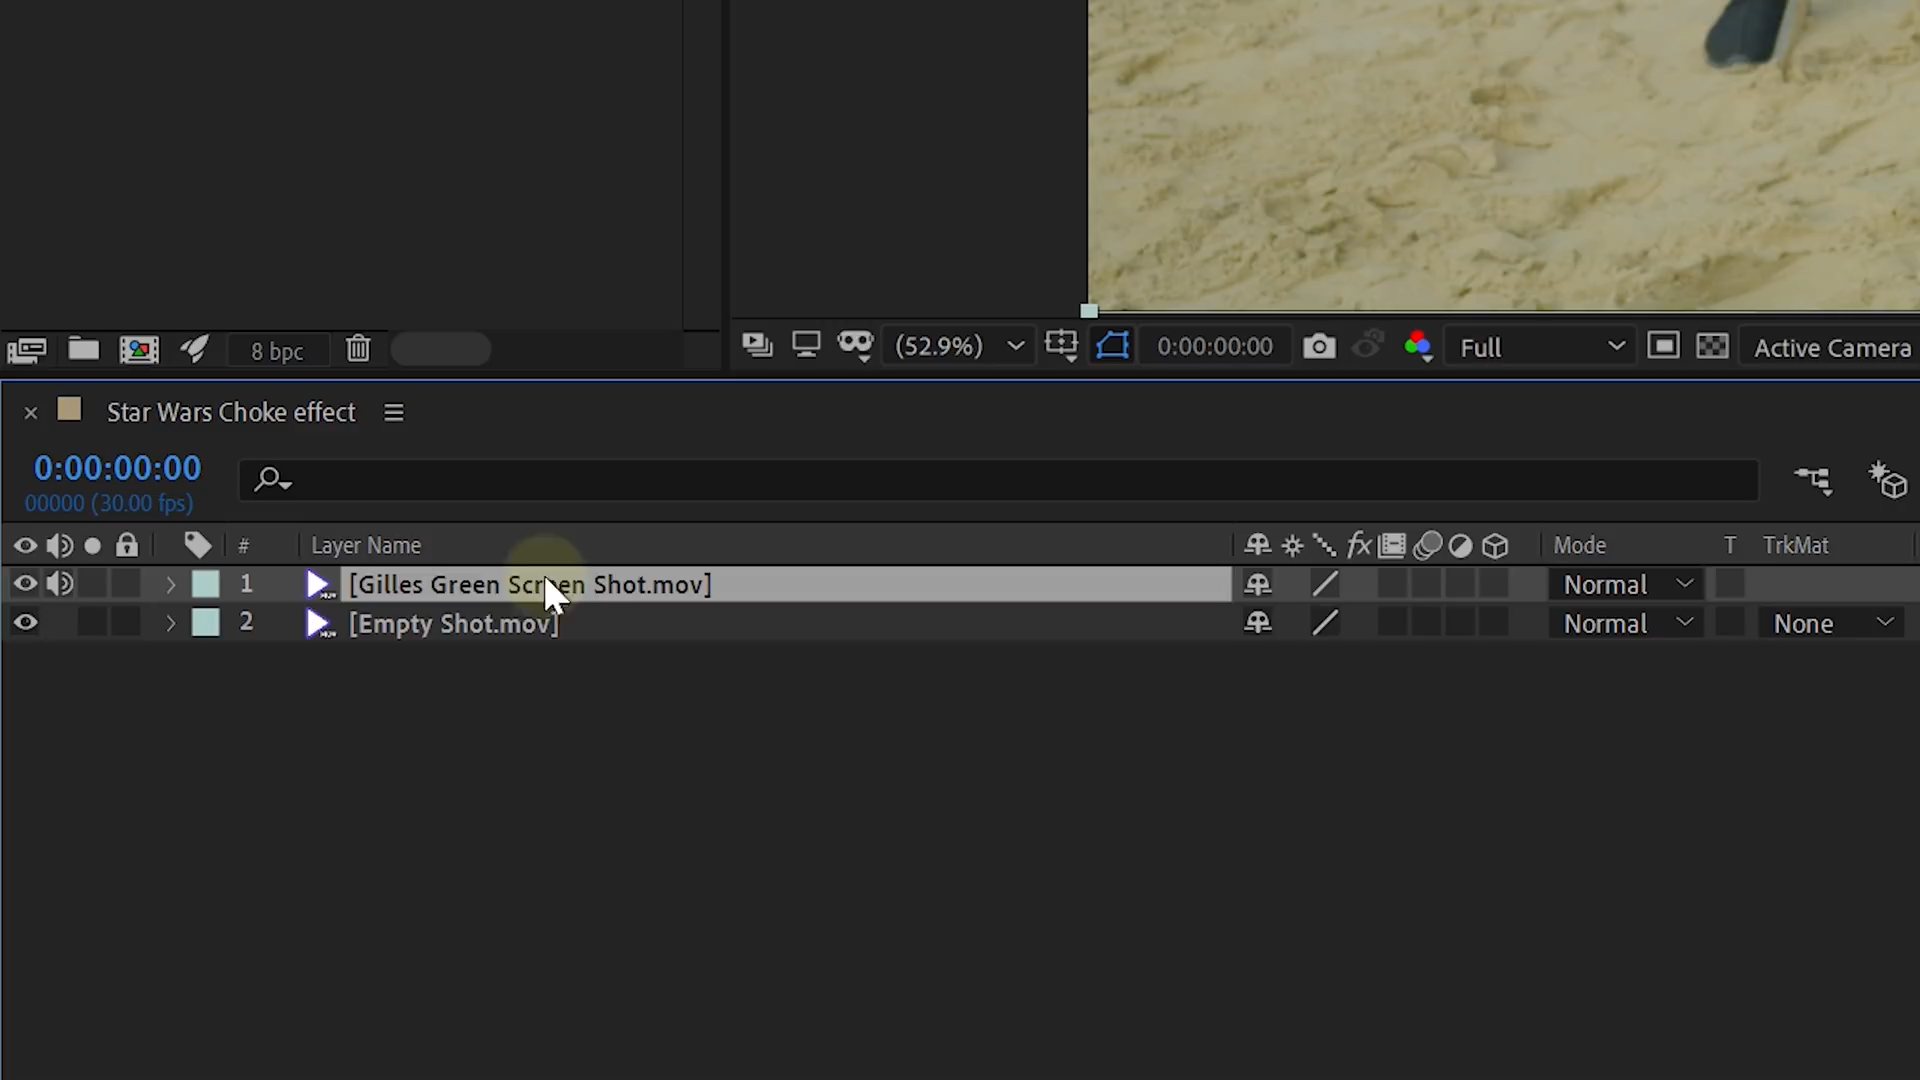 8 bpc
(52.9%)
0:00:00:00
Full
Active Camera
Star Wars Choke effect
0:00:00:00
00000 (30.00 fps)
# Layer Name Mode T TrkMat
1 [Gilles Green Screen Shot.mov] Normal
2 [Empty Shot.mov] Normal None